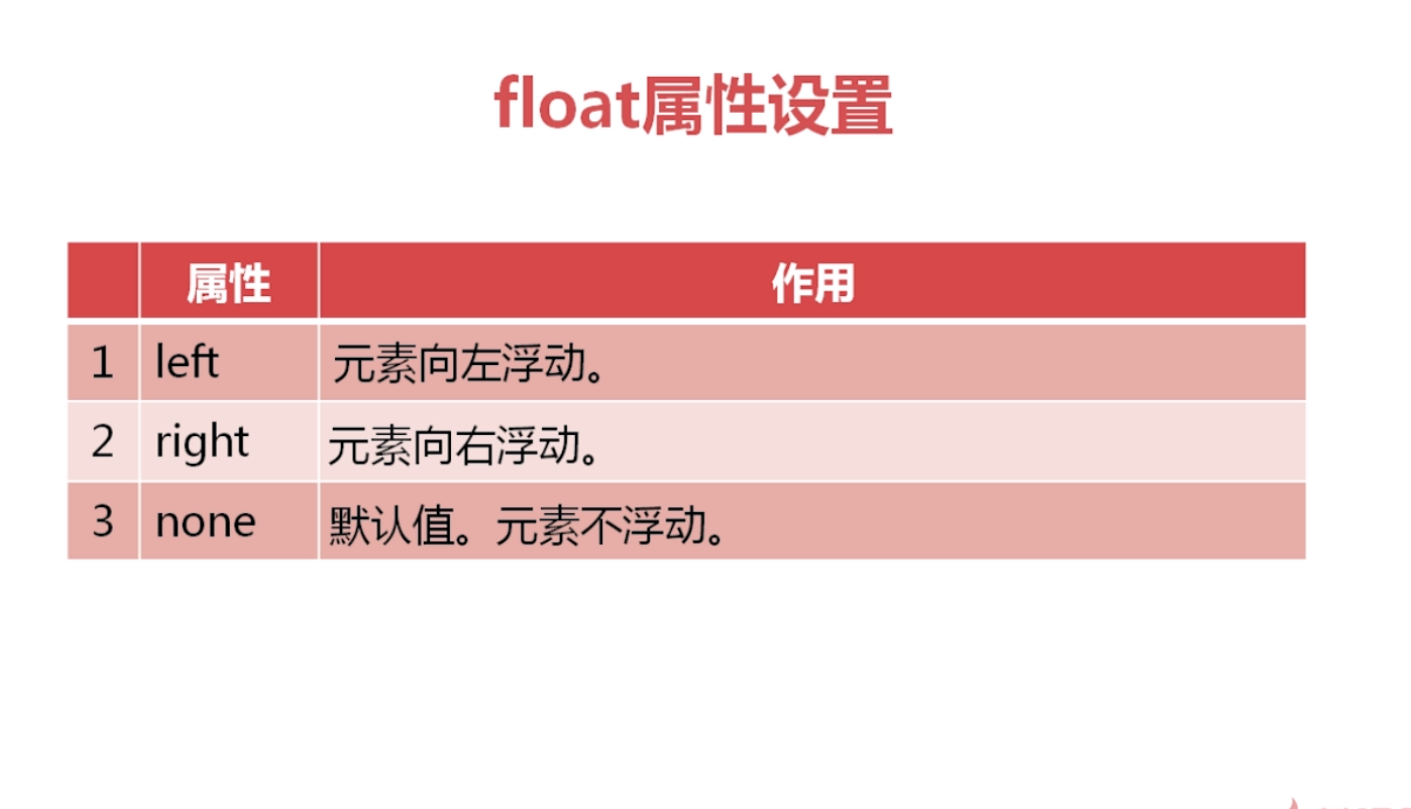 float属性设置
属性 作用
1 left 元素向左浮动。
2 right 元素向右浮动。
3 none 默认值。元素不浮动。